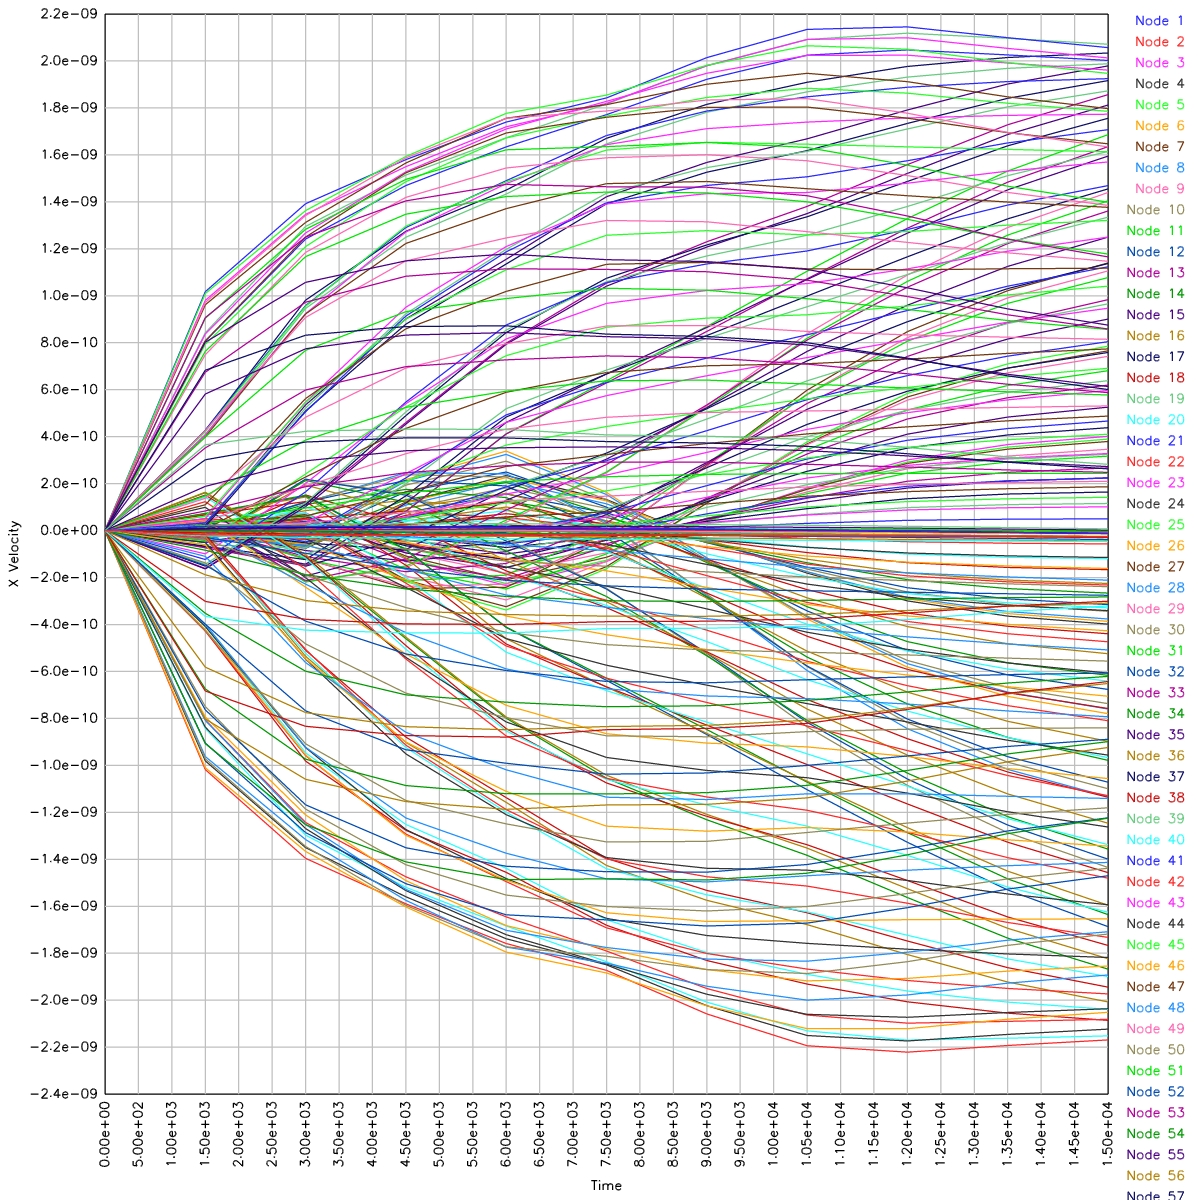 2.2e-09
2.0e-09
1.8e-09
1.6e-09
1.4e-09
1.2e-09
1.0e-09
8.0e-10
6.0e-10
4.0e-10
2.0e-10
0.0e+00
-2.0e-10
-4.0e-10
-6.0e-10
-8.0e-10
-1.0e-09
-1.2e-09
-1.4e-09
-1.6e-09
-1.8e-09
-2.0e-09
-2.2e-09
-2.4e-09
X Velocity
0.00e+00
5.00e+02
1.00e+03
1.50e+03
2.00e+03
2.50e+03
3.00e+03
3.50e+03
4.00e+03
4.50e+03
5.00e+03
5.50e+03
6.00e+03
6.50e+03
7.00e+03
7.50e+03
8.00e+03
8.50e+03
9.00e+03
9.50e+03
1.00e+04
1.05e+04
1.10e+04
1.15e+04
1.20e+04
1.25e+04
1.30e+04
1.35e+04
1.40e+04
1.45e+04
1.50e+04
Time
Node 1
Node 2
Node 3
Node 4
Node 5
Node 6
Node 7
Node 8
Node 9
Node 10
Node 11
Node 12
Node 13
Node 14
Node 15
Node 16
Node 17
Node 18
Node 19
Node 20
Node 21
Node 22
Node 23
Node 24
Node 25
Node 26
Node 27
Node 28
Node 29
Node 30
Node 31
Node 32
Node 33
Node 34
Node 35
Node 36
Node 37
Node 38
Node 39
Node 40
Node 41
Node 42
Node 43
Node 44
Node 45
Node 46
Node 47
Node 48
Node 49
Node 50
Node 51
Node 52
Node 53
Node 54
Node 55
Node 56
Node 57